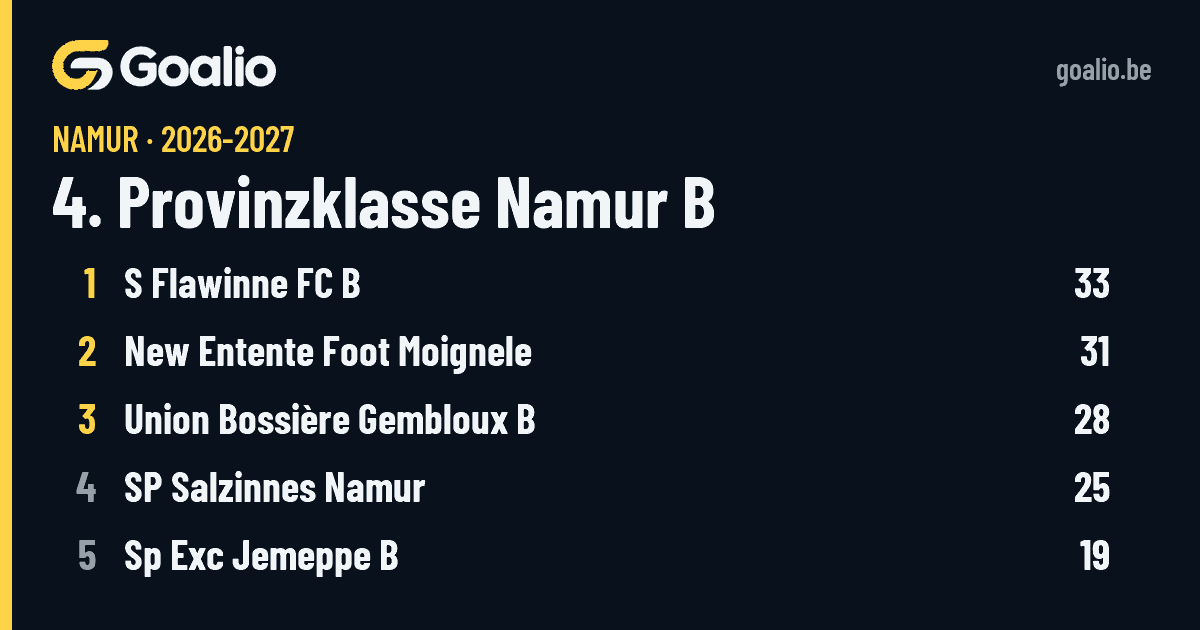 Goalio
goalio.be
NAMUR · 2026-2027
4. Provinzklasse Namur B
1 S Flawinne FC B 33
2 New Entente Foot Moignele 31
3 Union Bossière Gembloux B 28
4 SP Salzinnes Namur 25
5 Sp Exc Jemeppe B 19